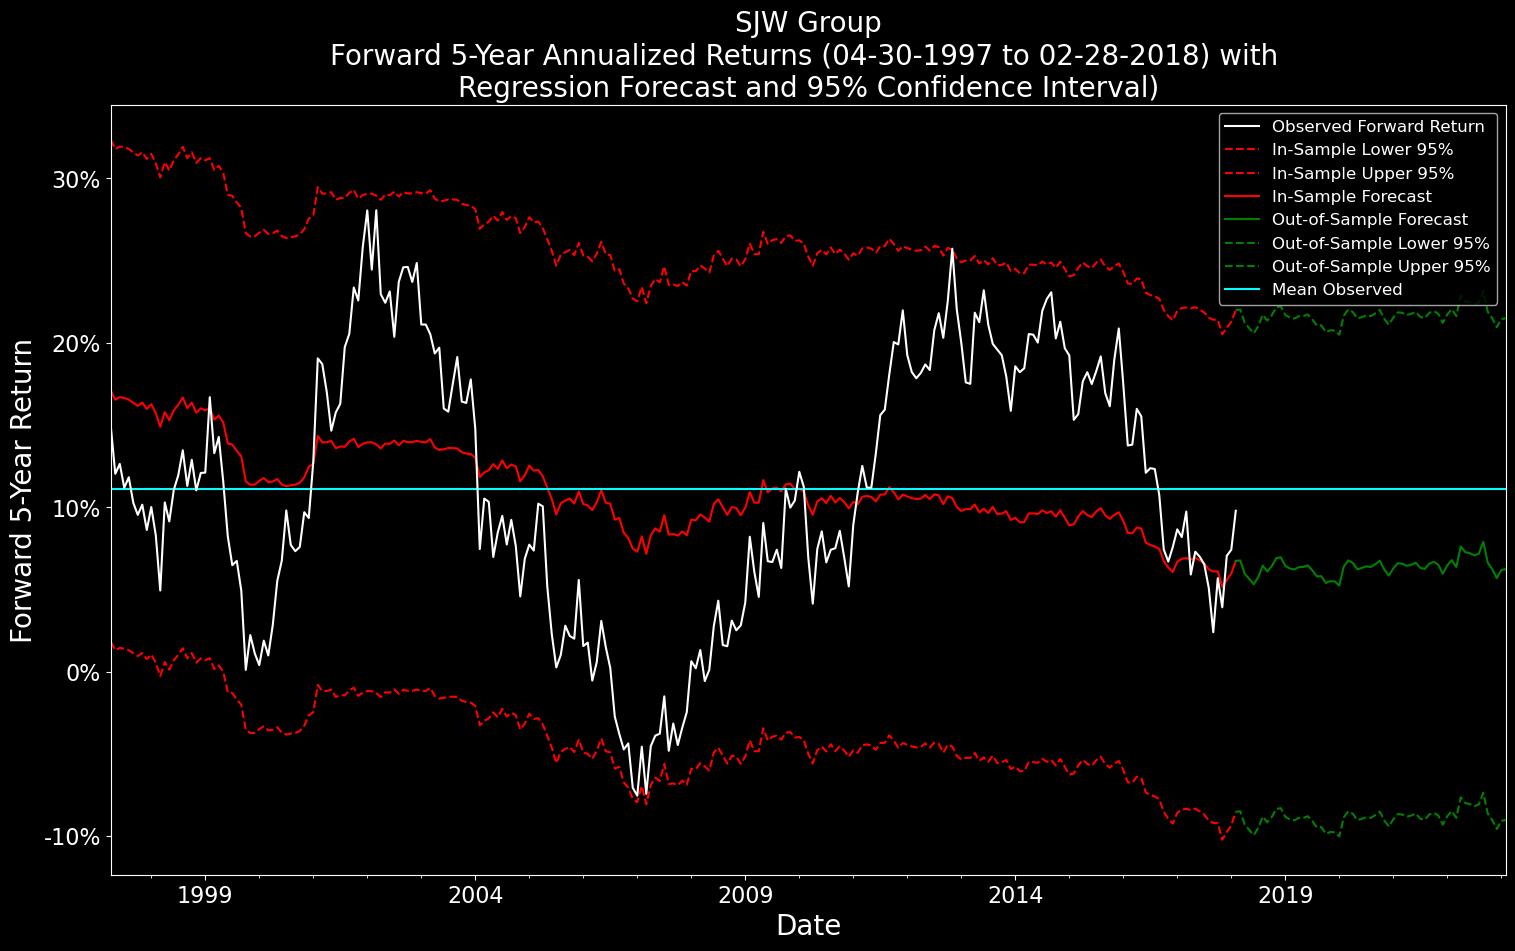 SJW Group
Forward 5-Year Annualized Returns (04-30-1997 to 02-28-2018) with
Regression Forecast and 95% Confidence Interval)
Observed Forward Return
In-Sample Lower 95%
In-Sample Upper 95%
In-Sample Forecast
Out-of-Sample Forecast
Out-of-Sample Lower 95%
Out-of-Sample Upper 95%
Mean Observed
Forward 5-Year Return
30%
20%
10%
0%
-10%
1999
2004
2009
2014
2019
Date